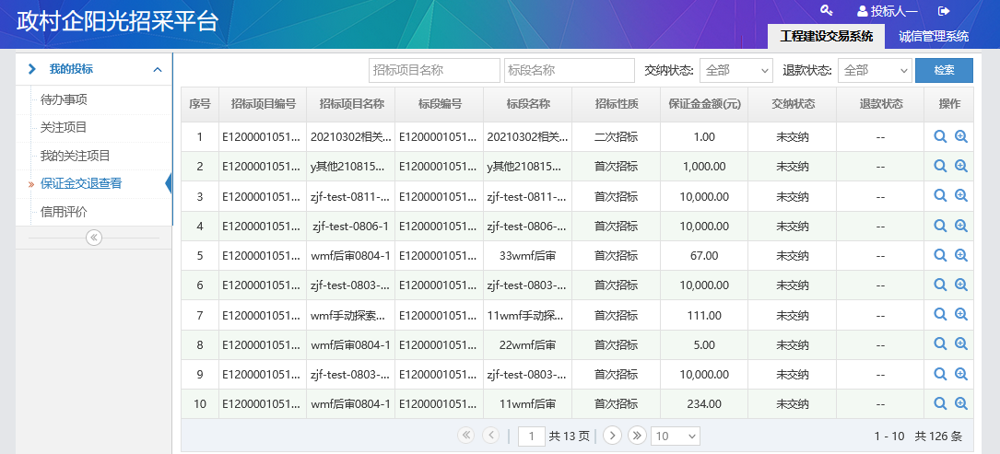 政村企阳光招采平台
投标人一
工程建设交易系统 诚信管理系统
我的投标
待办事项
关注项目
我的关注项目
» 保证金交退查看
信用评价
招标项目名称 标段名称 交纳状态: 全部 退款状态: 全部 检索
序号 招标项目编号 招标项目名称 标段编号 标段名称 招标性质 保证金金额(元) 交纳状态 退款状态 操作
1 E1200001051... 20210302相关... E1200001051... 20210302相关... 二次招标 1.00 未交纳 --
2 E1200001051... y其他210815... E1200001051... y其他210815... 首次招标 1,000.00 未交纳 --
3 E1200001051... zjf-test-0811-... E1200001051... zjf-test-0811-... 首次招标 10,000.00 未交纳 --
4 E1200001051... zjf-test-0806-1 E1200001051... zjf-test-0806-... 首次招标 10,000.00 未交纳 --
5 E1200001051... wmf后审0804-1 E1200001051... 33wmf后审 首次招标 67.00 未交纳 --
6 E1200001051... zjf-test-0803-... E1200001051... zjf-test-0803-... 首次招标 10,000.00 未交纳 --
7 E1200001051... wmf手动探索... E1200001051... 11wmf手动探... 首次招标 111.00 未交纳 --
8 E1200001051... wmf后审0804-1 E1200001051... 22wmf后审 首次招标 5.00 未交纳 --
9 E1200001051... zjf-test-0803-... E1200001051... zjf-test-0803-... 首次招标 10,000.00 未交纳 --
10 E1200001051... wmf后审0804-1 E1200001051... 11wmf后审 首次招标 234.00 未交纳 --
1 共 13 页 10 1 - 10 共 126 条